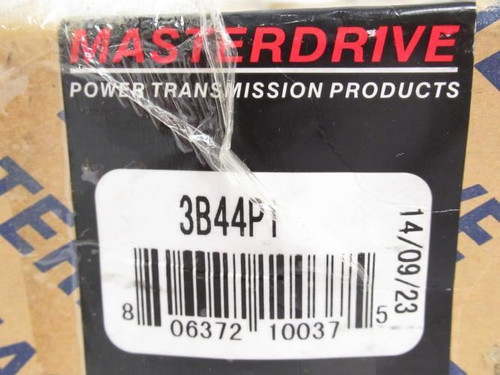 MASTERDRIVE
POWER TRANSMISSION PRODUCTS
3B44P1
14/09/23
8 06372 10037 5